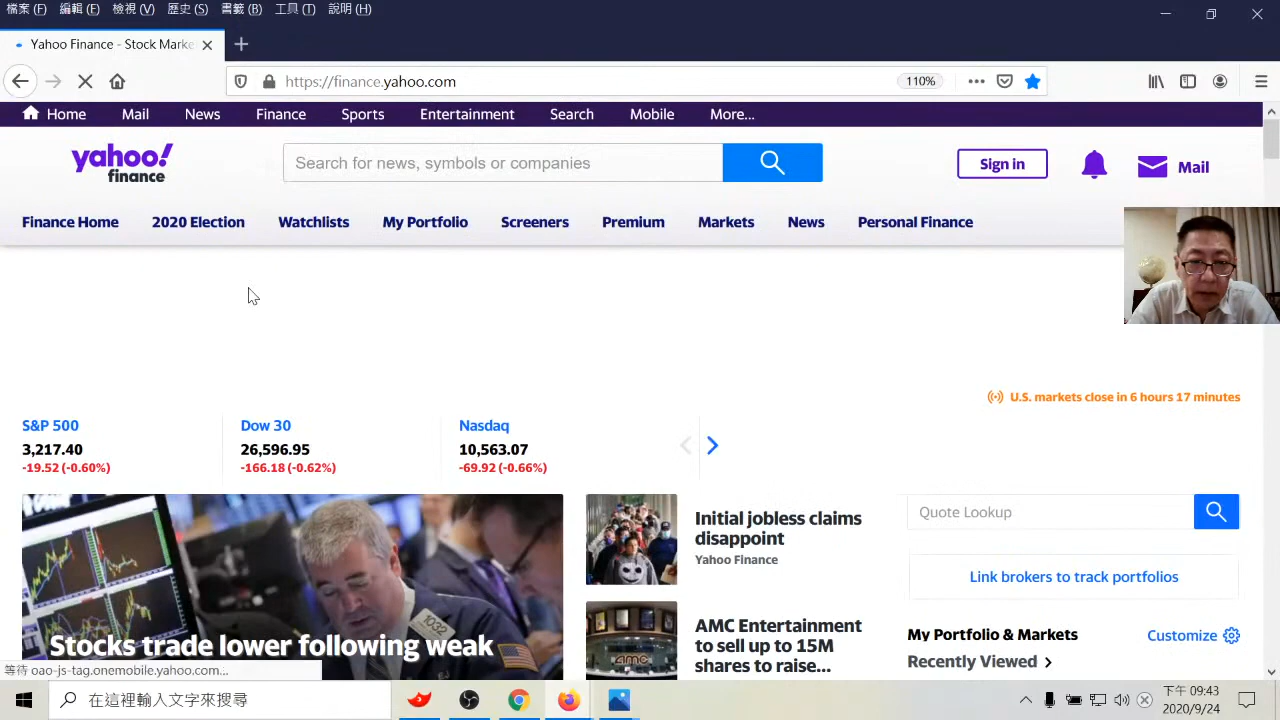 檔案(F) 編輯(E) 檢視(V) 歷史(S) 書籤(B) 工具(T) 說明(H)
Yahoo Finance - Stock Marke
https://finance.yahoo.com 110%
Home Mail News Finance Sports Entertainment Search Mobile More...
yahoo!
finance
Search for news, symbols or companies
Sign in
Mail
Finance Home 2020 Election Watchlists My Portfolio Screeners Premium Markets News Personal Finance
U.S. markets close in 6 hours 17 minutes
S&P 500 Dow 30 Nasdaq
3,217.40 26,596.95 10,563.07
-19.52 (-0.60%) -166.18 (-0.62%) -69.92 (-0.66%)
Initial jobless claims
disappoint
Yahoo Finance
Quote Lookup
Link brokers to track portfolios
1032
Stocks trade lower following weak
amc
AMC Entertainment
to sell up to 15M
shares to raise...
My Portfolio & Markets Customize
Recently Viewed
等待 oao-js-tag.onemobile.yahoo.com...
在這裡輸入文字來搜尋
下午 09:43
2020/9/24